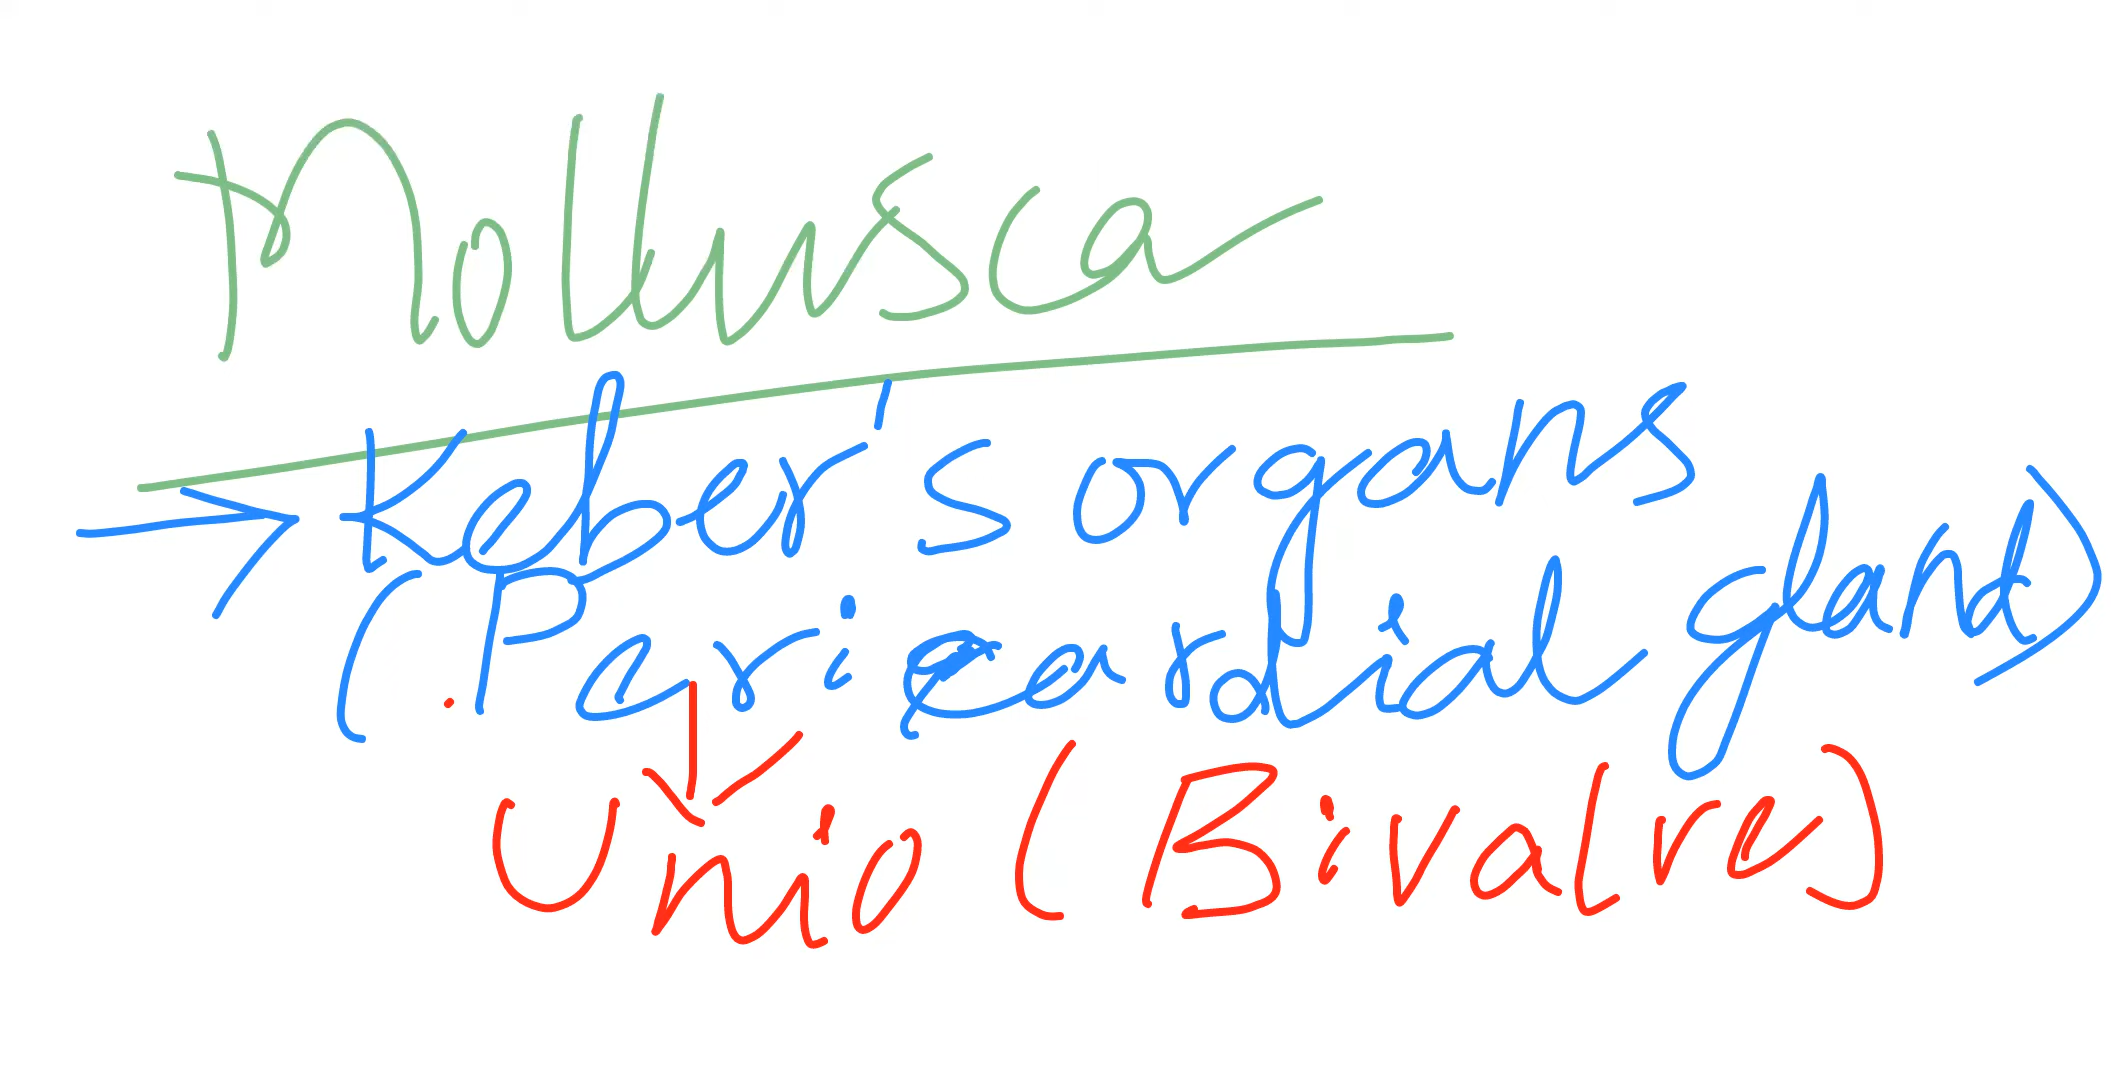 Mollusca
→ Keber's organs
(Pericardial gland)
Unio (Bivalve)